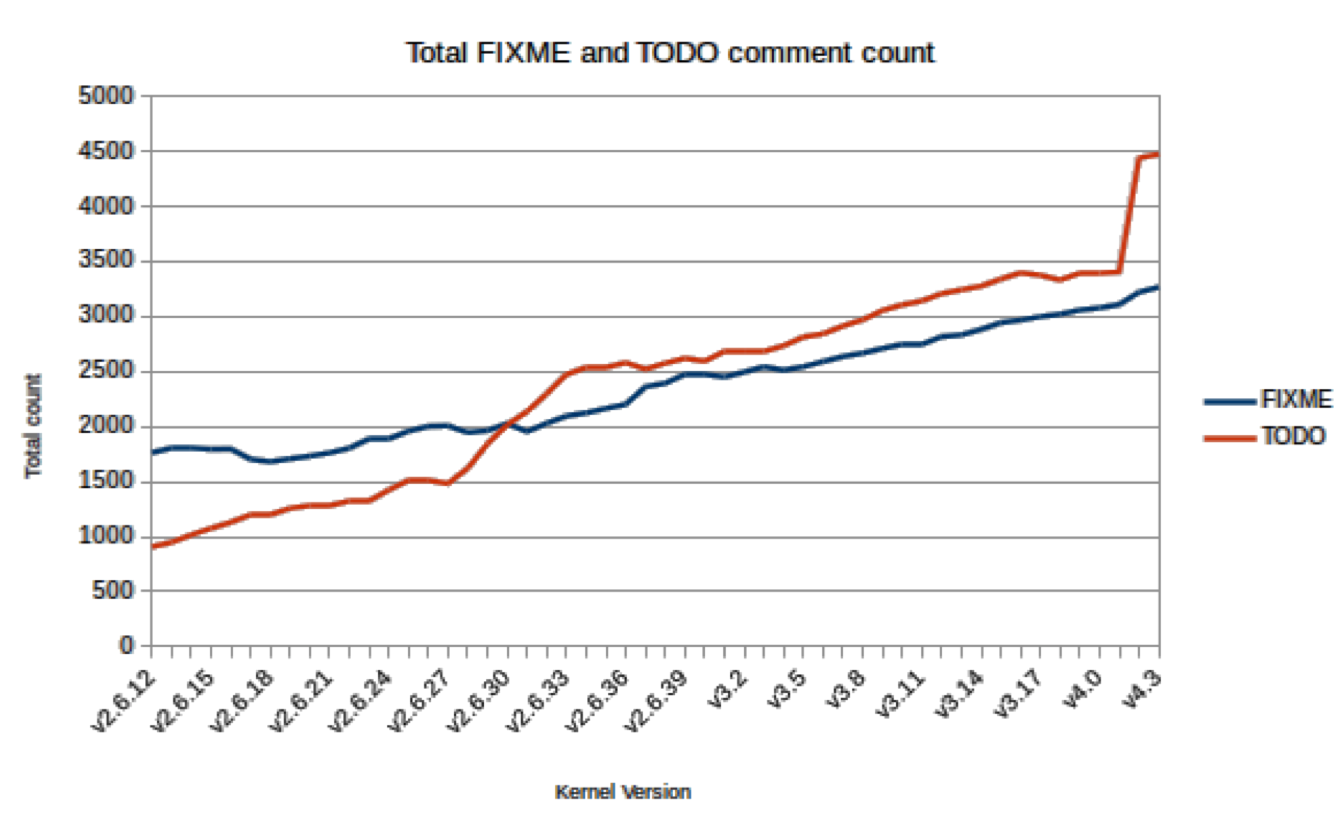 Total FIXME and TODO comment count
5000
4500
4000
3500
3000
2500
2000
1500
1000
500
0
Total count
FIXME
TODO
v2.6.12
v2.6.15
v2.6.18
v2.6.21
v2.6.24
v2.6.27
v2.6.30
v2.6.33
v2.6.36
v2.6.39
v3.2
v3.5
v3.8
v3.11
v3.14
v3.17
v4.0
v4.3
Kernel Version